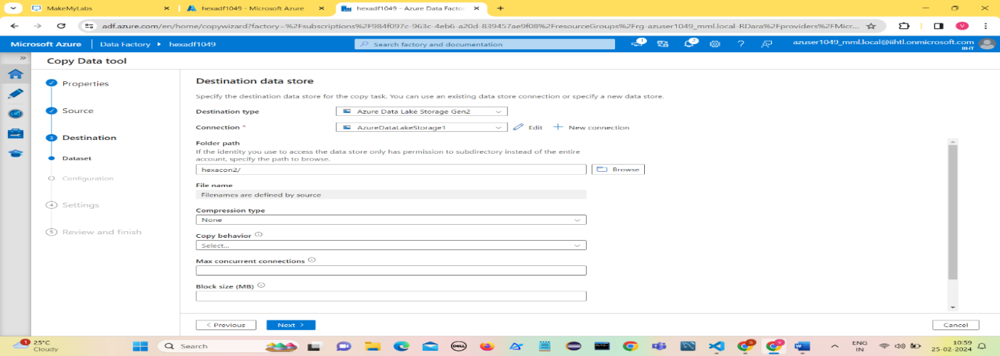 MakeMyLabs
hexadf1049 - Microsoft Azure
hexadf1049 - Azure Data Factor
adf.azure.com/en/home/copywizard?factory=%2Fsubscriptions%2F984f097c-963c-4eb6-a20d-839457ae9f08%2FresourceGroups%2Frg-azuser1049_mml.local-RDara%2Fproviders%2FMicr...
V
Microsoft Azure
Data Factory
hexadf1049
Search factory and documentation
1
2
?
azuser1049_mml.local@iihtl.onmicrosoft.com
IIHT
Copy Data tool
Properties
Source
3 Destination
Dataset
Configuration
4 Settings
5 Review and finish
Destination data store
Specify the destination data store for the copy task. You can use an existing data store connection or specify a new data store.
Destination type
Azure Data Lake Storage Gen2
Connection *
AzureDataLakeStorage1
Edit
New connection
Folder path
If the identity you use to access the data store only has permission to subdirectory instead of the entire
account, specify the path to browse.
hexacon2/
Browse
File name
Filenames are defined by source
Compression type
None
Copy behavior
Select...
Max concurrent connections
Block size (MB)
< Previous
Next >
Cancel
1
25°C
Cloudy
Search
DELL
ENG
IN
10:59
25-02-2024